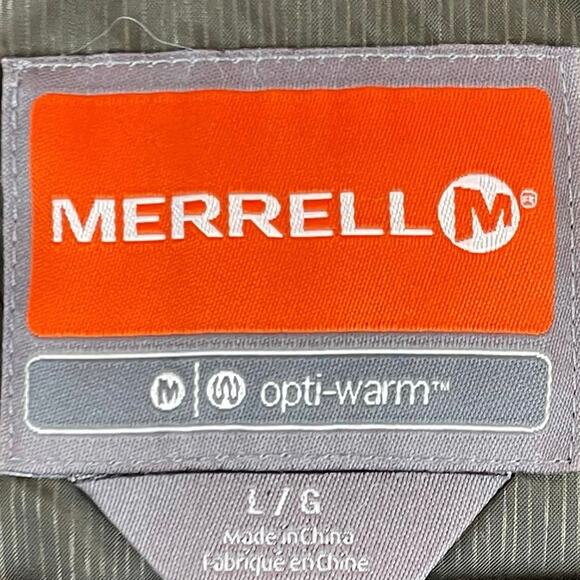 MERRELL M®
M opti-warm™
L / G
Made in China
Fabriqué en Chine